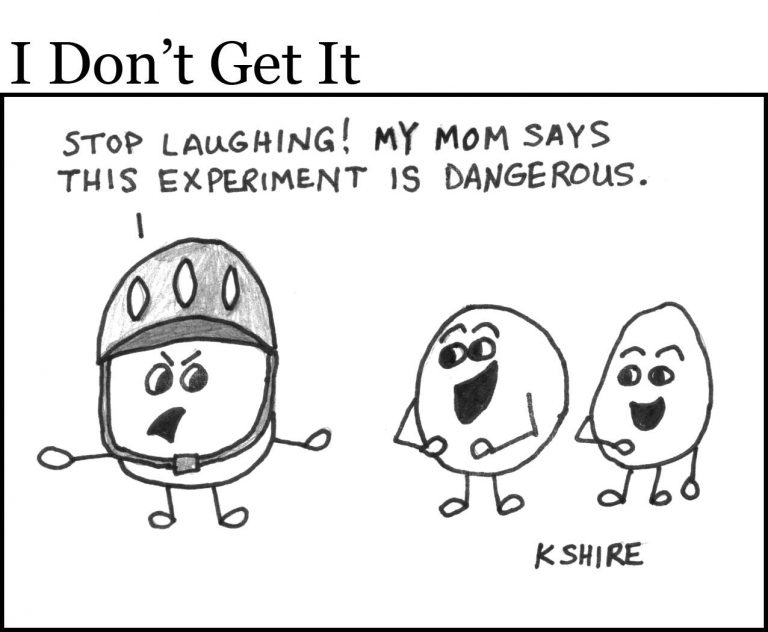 I Don’t Get It
STOP LAUGHING! MY MOM SAYS
THIS EXPERIMENT IS DANGEROUS.
KSHIRE